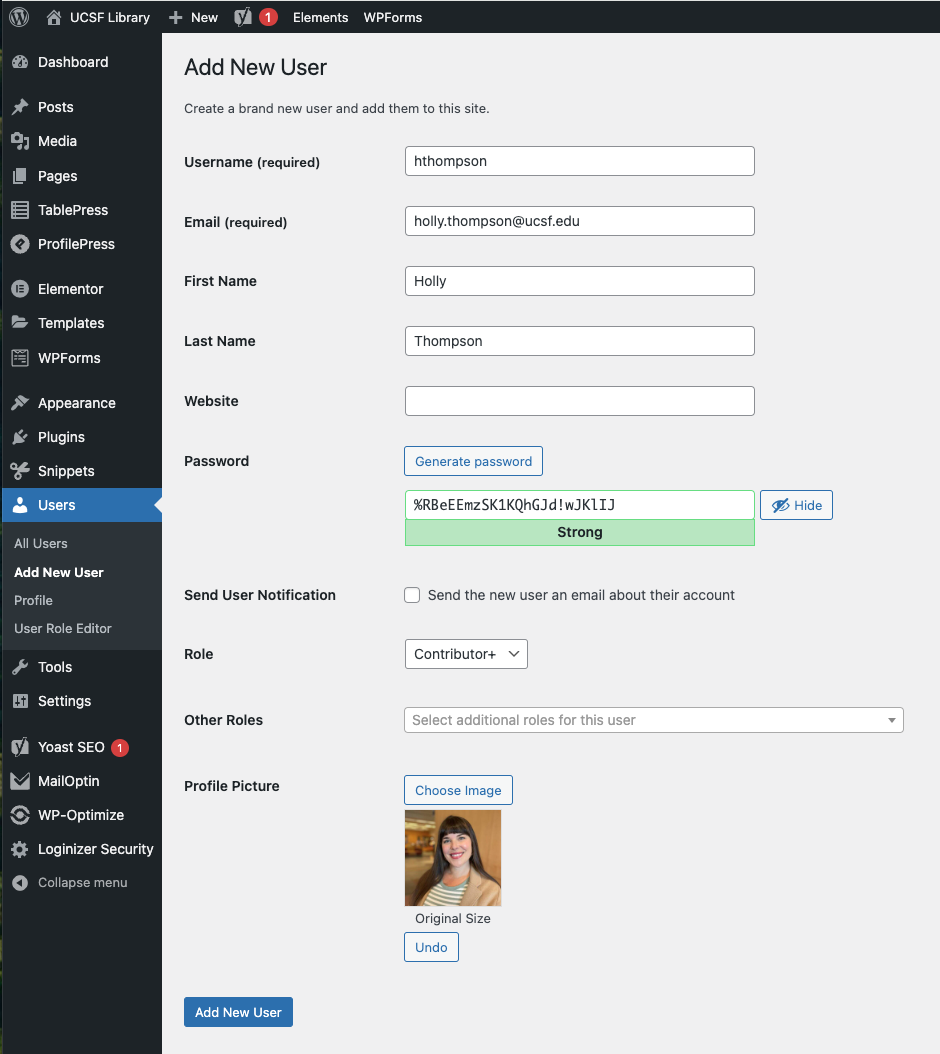 UCSF Library New 1 Elements WPForms
Dashboard
Posts
Media
Pages
TablePress
ProfilePress
Elementor
Templates
WPForms
Appearance
Plugins
Snippets
Users
All Users
Add New User
Profile
User Role Editor
Tools
Settings
Yoast SEO 1
MailOptin
WP-Optimize
Loginizer Security
Collapse menu
Add New User
Create a brand new user and add them to this site.
Username (required) hthompson
Email (required) holly.thompson@ucsf.edu
First Name Holly
Last Name Thompson
Website
Password Generate password
%RBeEEmzSK1KQhGJd!wJKlIJ Hide
Strong
Send User Notification Send the new user an email about their account
Role Contributor+
Other Roles Select additional roles for this user
Profile Picture Choose Image
Original Size
Undo
Add New User